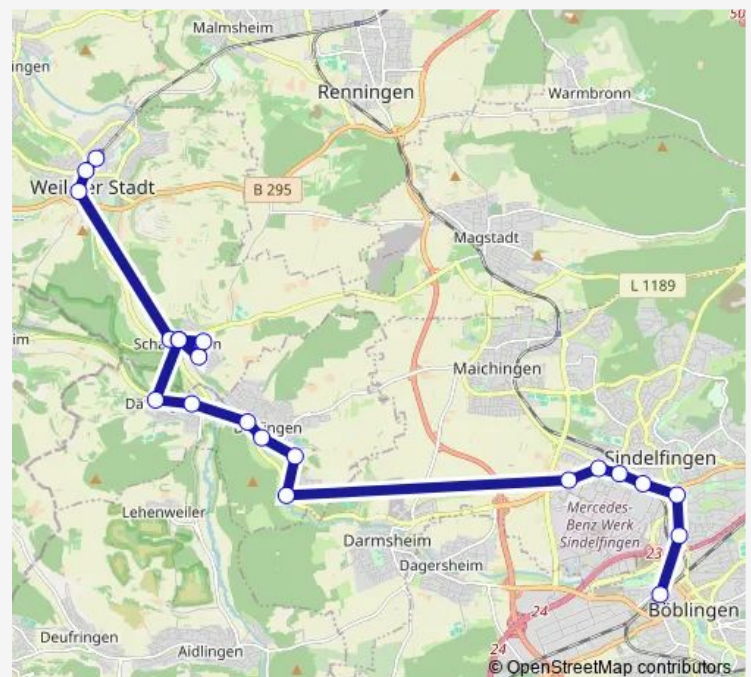 50
Malmsheim
ingen
Renningen
Warmbronn
Weil der Stadt
B 295
Magstadt
L 1189
im
Maichingen
Sindelfingen
Mercedes-
Benz Werk
Sindelfingen
Lehenweiler
Darmsheim
23
Dagersheim
24
Böblingen
Deufringen
Aidlingen
24
© OpenStreetMap contributors